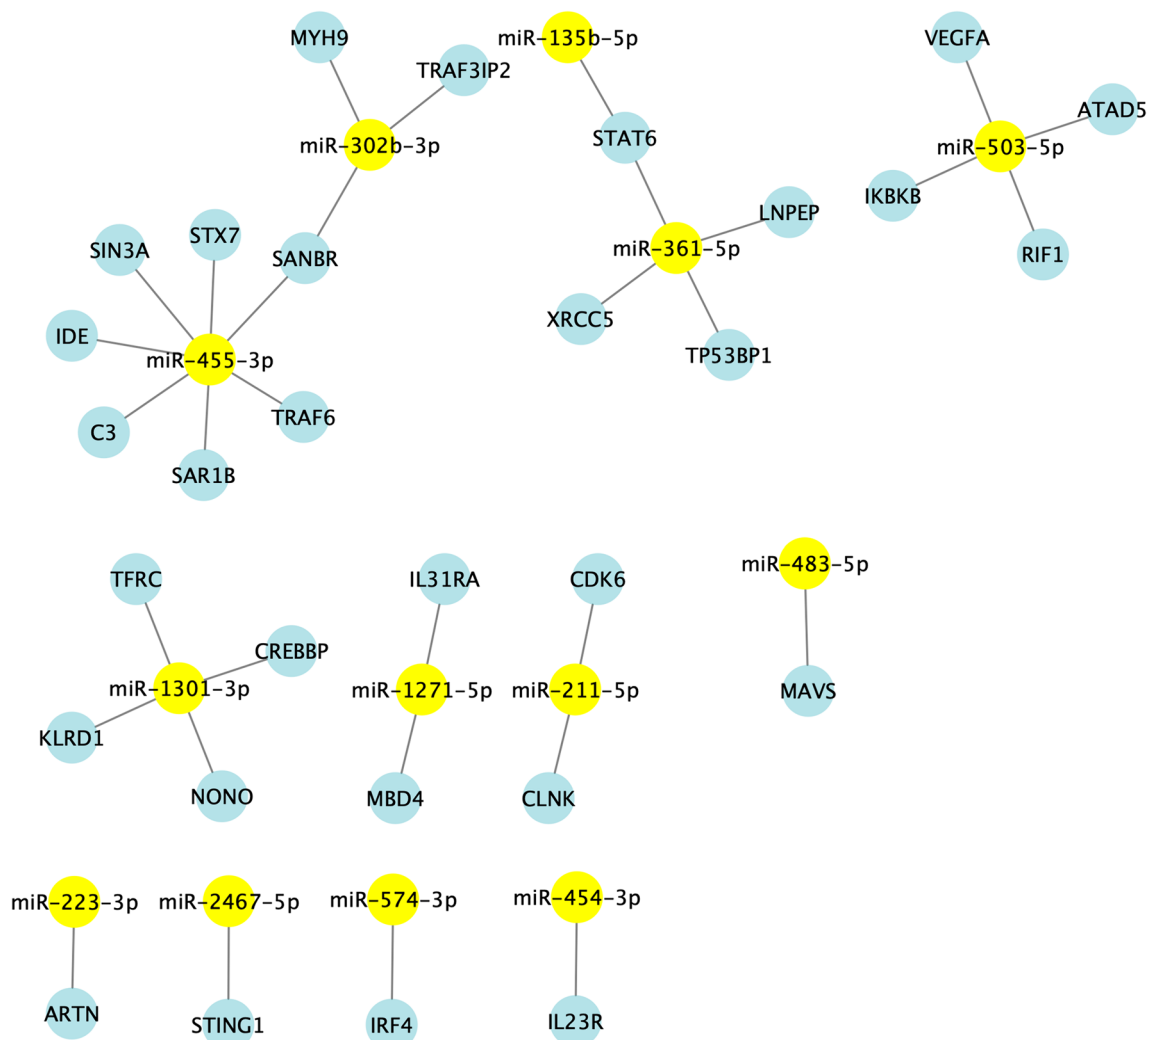 MYH9
miR-135b-5p
VEGFA
TRAF3IP2
ATAD5
STAT6
miR-302b-3p
miR-503-5p
IKBKB
LNPEP
STX7
SIN3A
miR-361-5p
RIF1
SANBR
XRCC5
IDE
TP53BP1
miR-455-3p
TRAF6
C3
SAR1B
miR-483-5p
TFRC
IL31RA
CDK6
CREBBP
miR-1301-3p
miR-1271-5p
miR-211-5p
MAVS
KLRD1
NONO
MBD4
CLNK
miR-223-3p
miR-2467-5p
miR-574-3p
miR-454-3p
ARTN
STING1
IRF4
IL23R